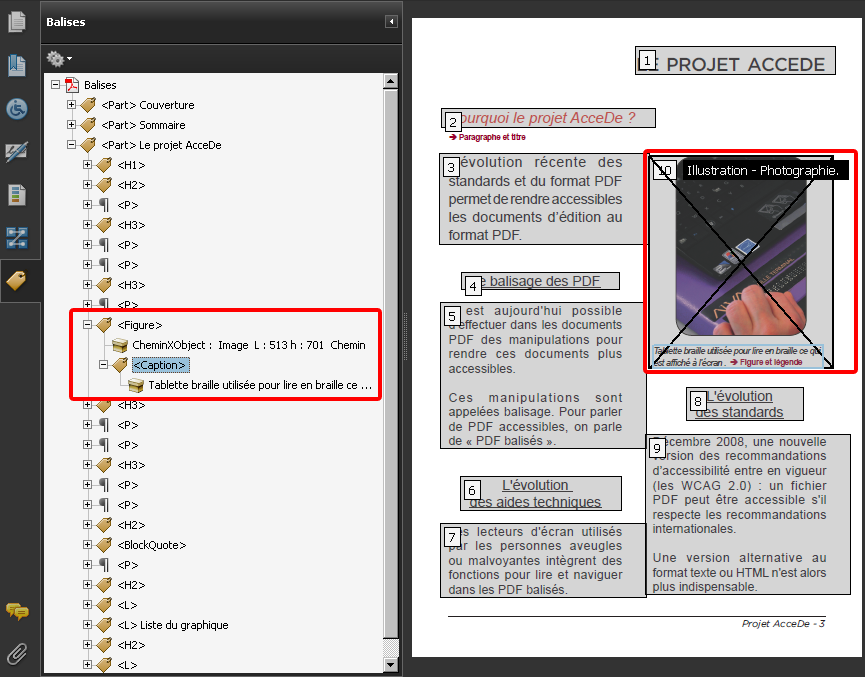 Balises
Balises
<Part> Couverture
<Part> Sommaire
<Part> Le projet AcceDe
<H1>
<H2>
<P>
<H3>
<P>
<P>
<H3>
<P>
<Figure>
CheminXObject : Image L : 513 h : 701 Chemin
<Caption>
Tablette braille utilisée pour lire en braille ce ...
<H3>
<P>
<P>
<H3>
<P>
<P>
<H2>
<BlockQuote>
<P>
<H2>
<L>
<L> Liste du graphique
<H2>
<L>
1
E PROJET ACCEDE
2
ourquoi le projet AcceDe ?
➔ Paragraphe et titre
3
évolution récente des
standards et du format PDF
permet de rendre accessibles
les documents d'édition au
format PDF.
4
e balisage des PDF
5
est aujourd'hui possible
d'effectuer dans les documents
PDF des manipulations pour
rendre ces documents plus
accessibles.
Ces manipulations sont
appelées balisage. Pour parler
de PDF accessibles, on parle
de « PDF balisés ».
6
L'évolution
des aides techniques
7
es lecteurs d'écran utilisés
par les personnes aveugles
ou malvoyantes intègrent des
fonctions pour lire et naviguer
dans les PDF balisés.
10
Illustration - Photographie.
Tablette braille utilisée pour lire en braille ce qui
est affiché à l'écran. ➔ Figure et légende
8
L'évolution
des standards
9
Décembre 2008, une nouvelle
version des recommandations
d'accessibilité entre en vigueur
(les WCAG 2.0) : un fichier
PDF peut être accessible s'il
respecte les recommandations
internationales.
Une version alternative au
format texte ou HTML n'est alors
plus indispensable.
Projet AcceDe - 3